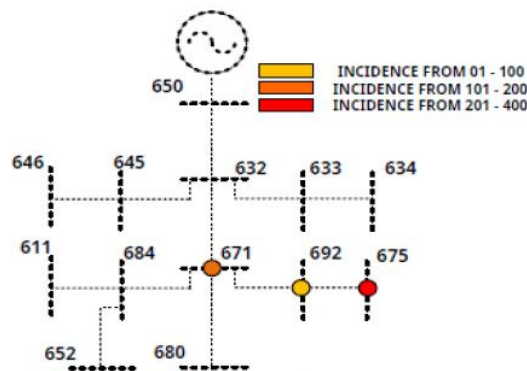 650
INCIDENCE FROM 01 - 100
INCIDENCE FROM 101 - 200
INCIDENCE FROM 201 - 400
646 645 632 633 634
611 684 671 692 675
652 680